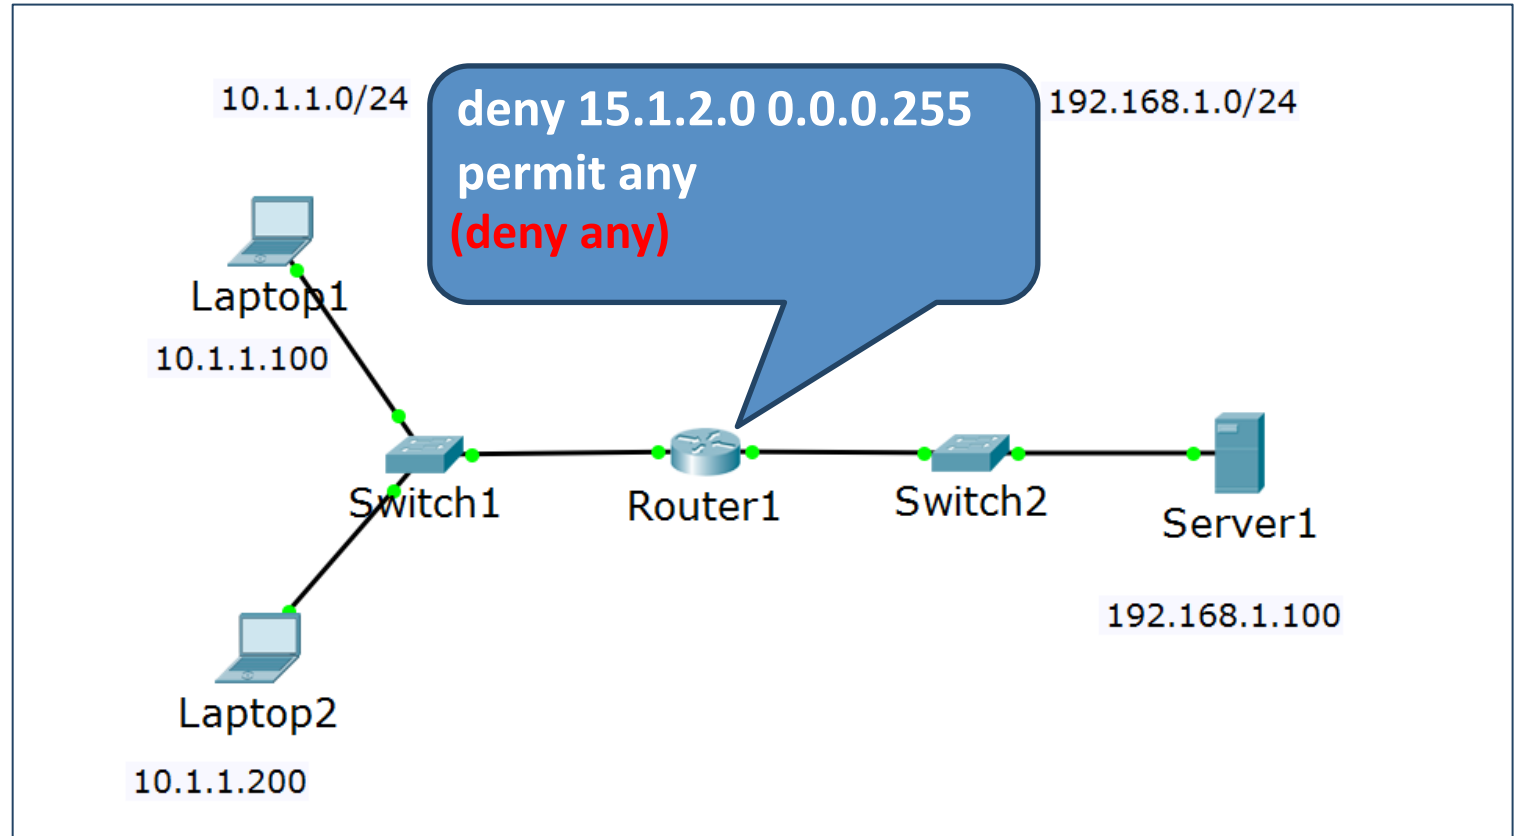 10.1.1.0/24
deny 15.1.2.0 0.0.0.255
permit any
(deny any)
192.168.1.0/24
Laptop1
10.1.1.100
Switch1
Router1
Switch2
Server1
192.168.1.100
Laptop2
10.1.1.200